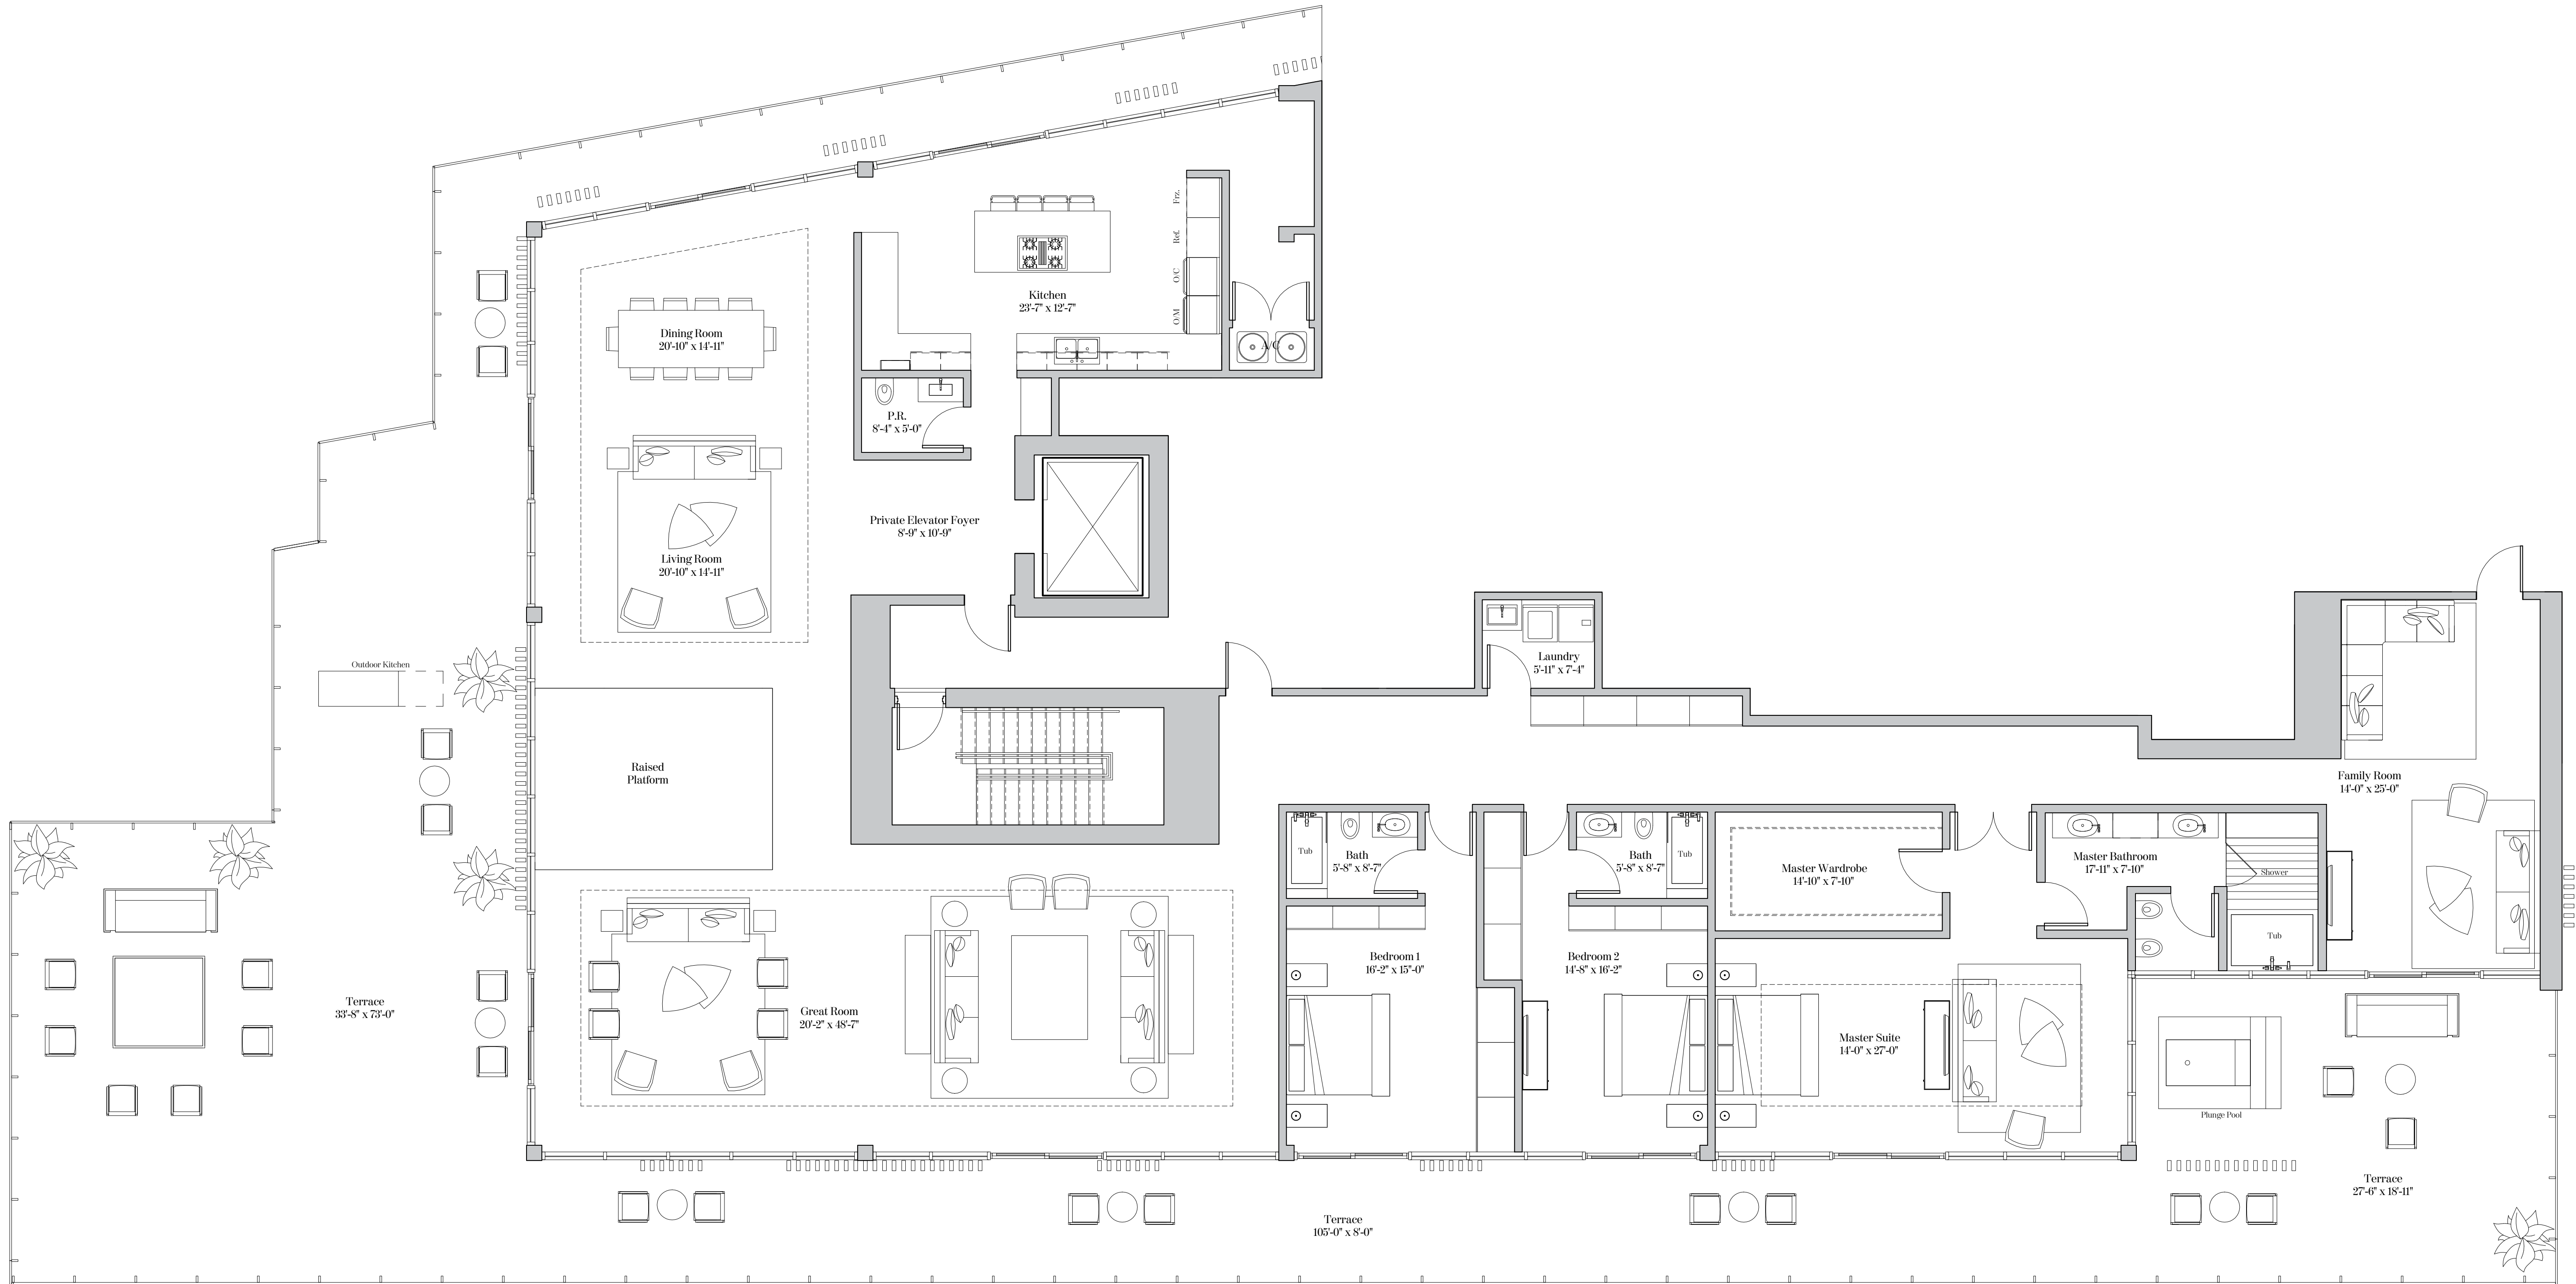 Frz.
Ref.
O/C
O/M
Kitchen
23'-7" x 12'-7"
A/C
Dining Room
20'-10" x 14'-11"
P.R.
8'-4" x 5'-0"
Private Elevator Foyer
8'-9" x 10'-9"
Living Room
20'-10" x 14'-11"
Outdoor Kitchen
Laundry
5'-11" x 7'-4"
Raised
Platform
Family Room
14'-0" x 25'-0"
Tub
Bath
5'-8" x 8'-7"
Bath
5'-8" x 8'-7"
Tub
Master Wardrobe
14'-10" x 7'-10"
Master Bathroom
17'-11" x 7'-10"
Shower
Tub
Bedroom 1
16'-2" x 15"-0"
Bedroom 2
14'-8" x 16'-2"
Terrace
33'-8" x 73'-0"
Great Room
20'-2" x 48'-7"
Master Suite
14'-0" x 27'-0"
Plunge Pool
Terrace
27'-6" x 18'-11"
Terrace
105'-0" x 8'-0"